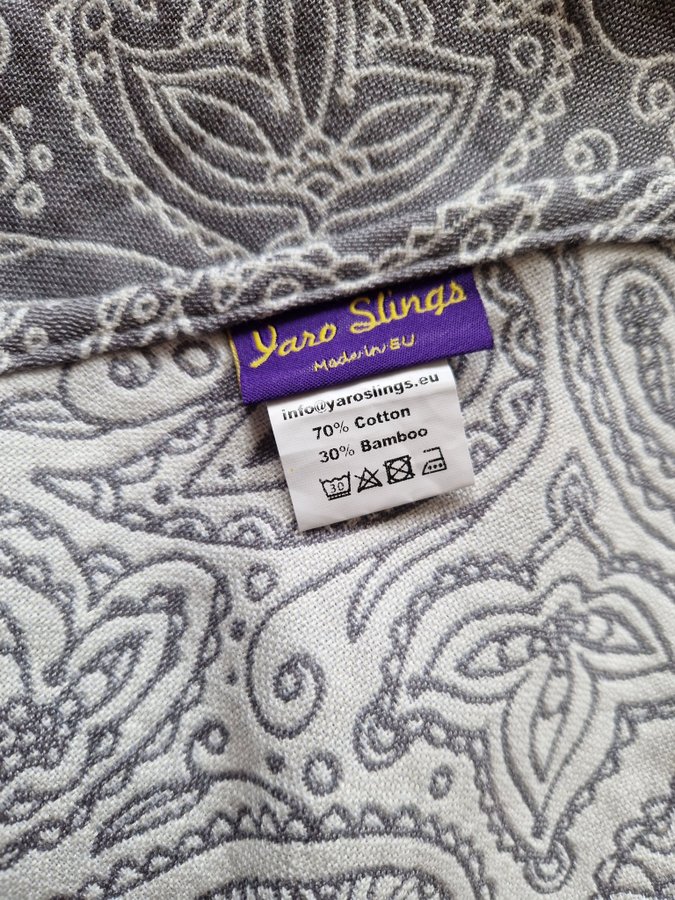 Yaro Slings
Made in EU
info@yaroslings.eu
70% Cotton
30% Bamboo
30